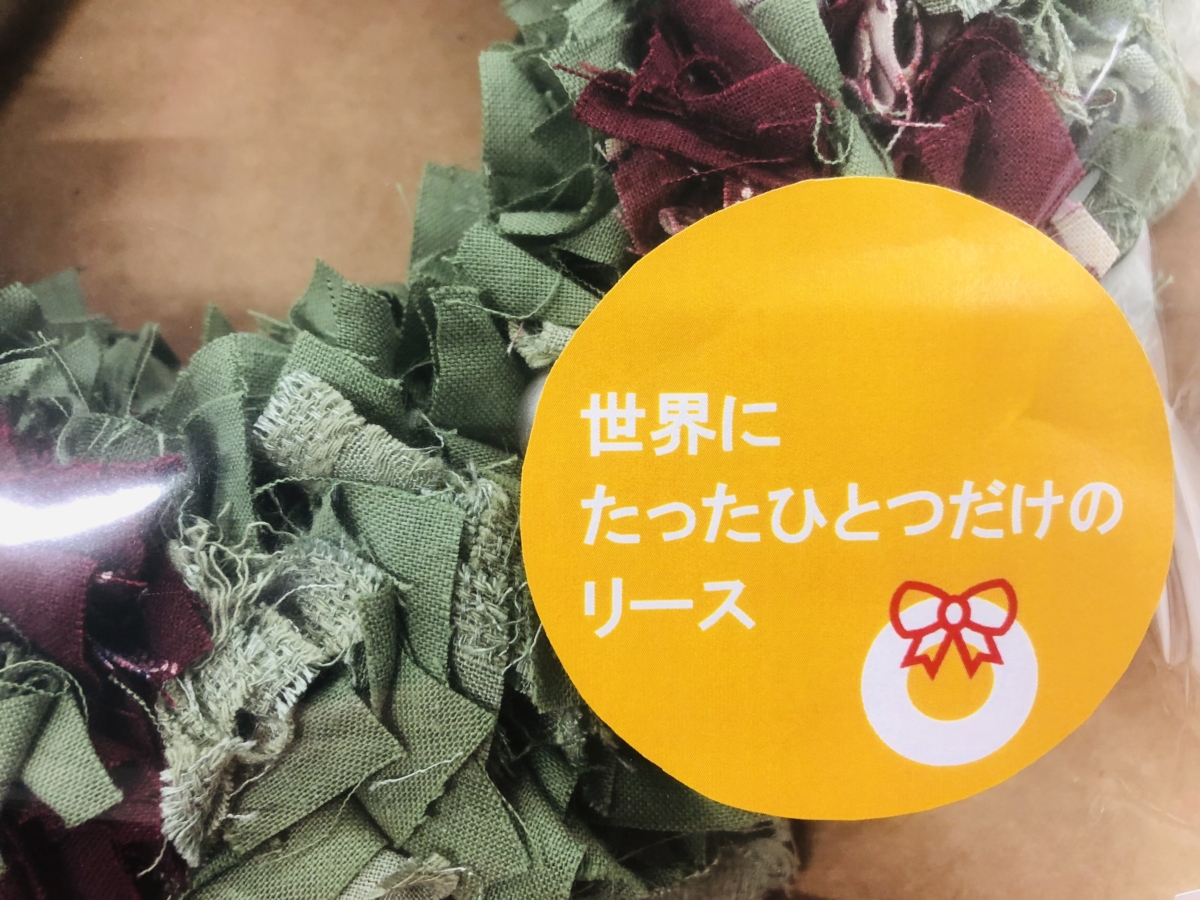 世界に
たったひとつだけの
リース